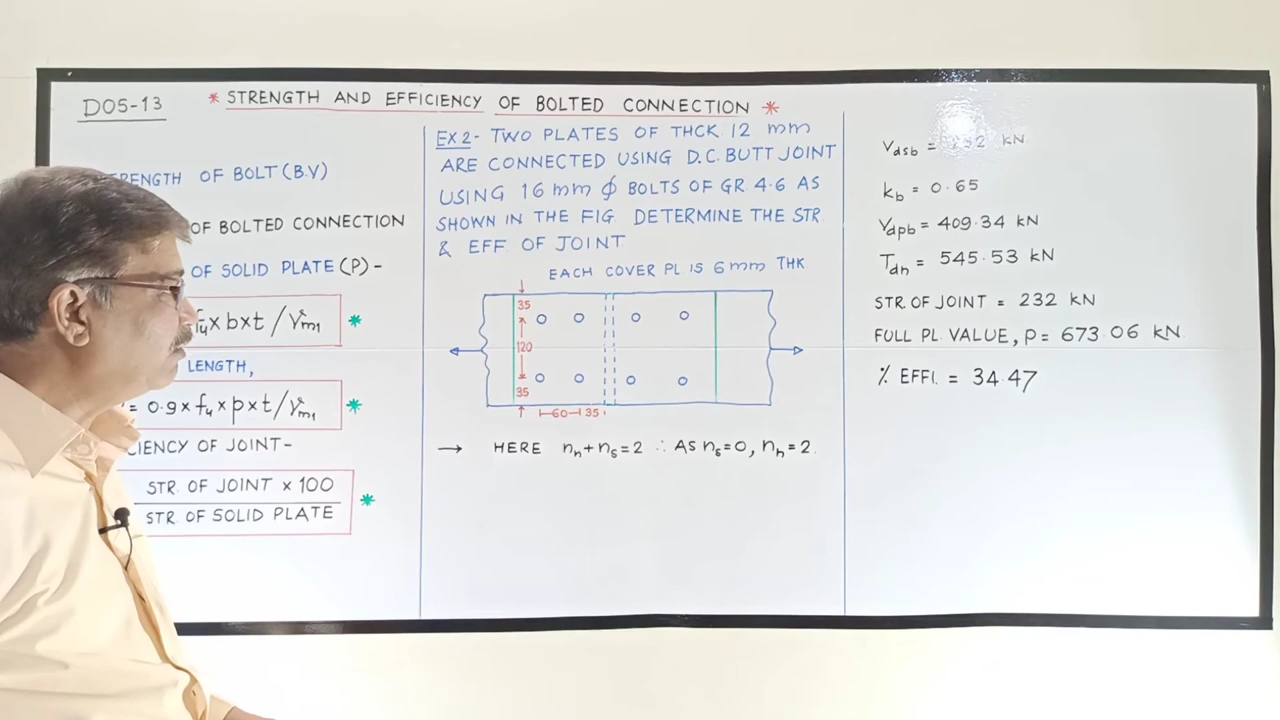 D05-13
* STRENGTH AND EFFICIENCY OF BOLTED CONNECTION *
OF BOLT (B.V)
OF BOLTED CONNECTION
OF SOLID PLATE (P) -
fu x b x t / γm1 *
LENGTH,
= 0.9 x fu x p x t / γm1 *
OF JOINT-
STR. OF JOINT x 100
STR. OF SOLID PLATE
*
EX 2 - TWO PLATES OF THCK. 12 mm
ARE CONNECTED USING D.C. BUTT JOINT
USING 16 mm ϕ BOLTS OF GR 4.6 AS
SHOWN IN THE FIG. DETERMINE THE STR
& EFF. OF JOINT.
EACH COVER PL. IS 6 mm THK
35
120
35
60 35
→ HERE nn + ns = 2 ∴ AS ns = 0, nn = 2.
Vdsb = kN
kb = 0.65
Vdpb = 409.34 kN
Tdn = 545.53 kN
STR. OF JOINT = 232 kN
FULL PL. VALUE, P = 673.06 kN
% EFFI. = 34.47